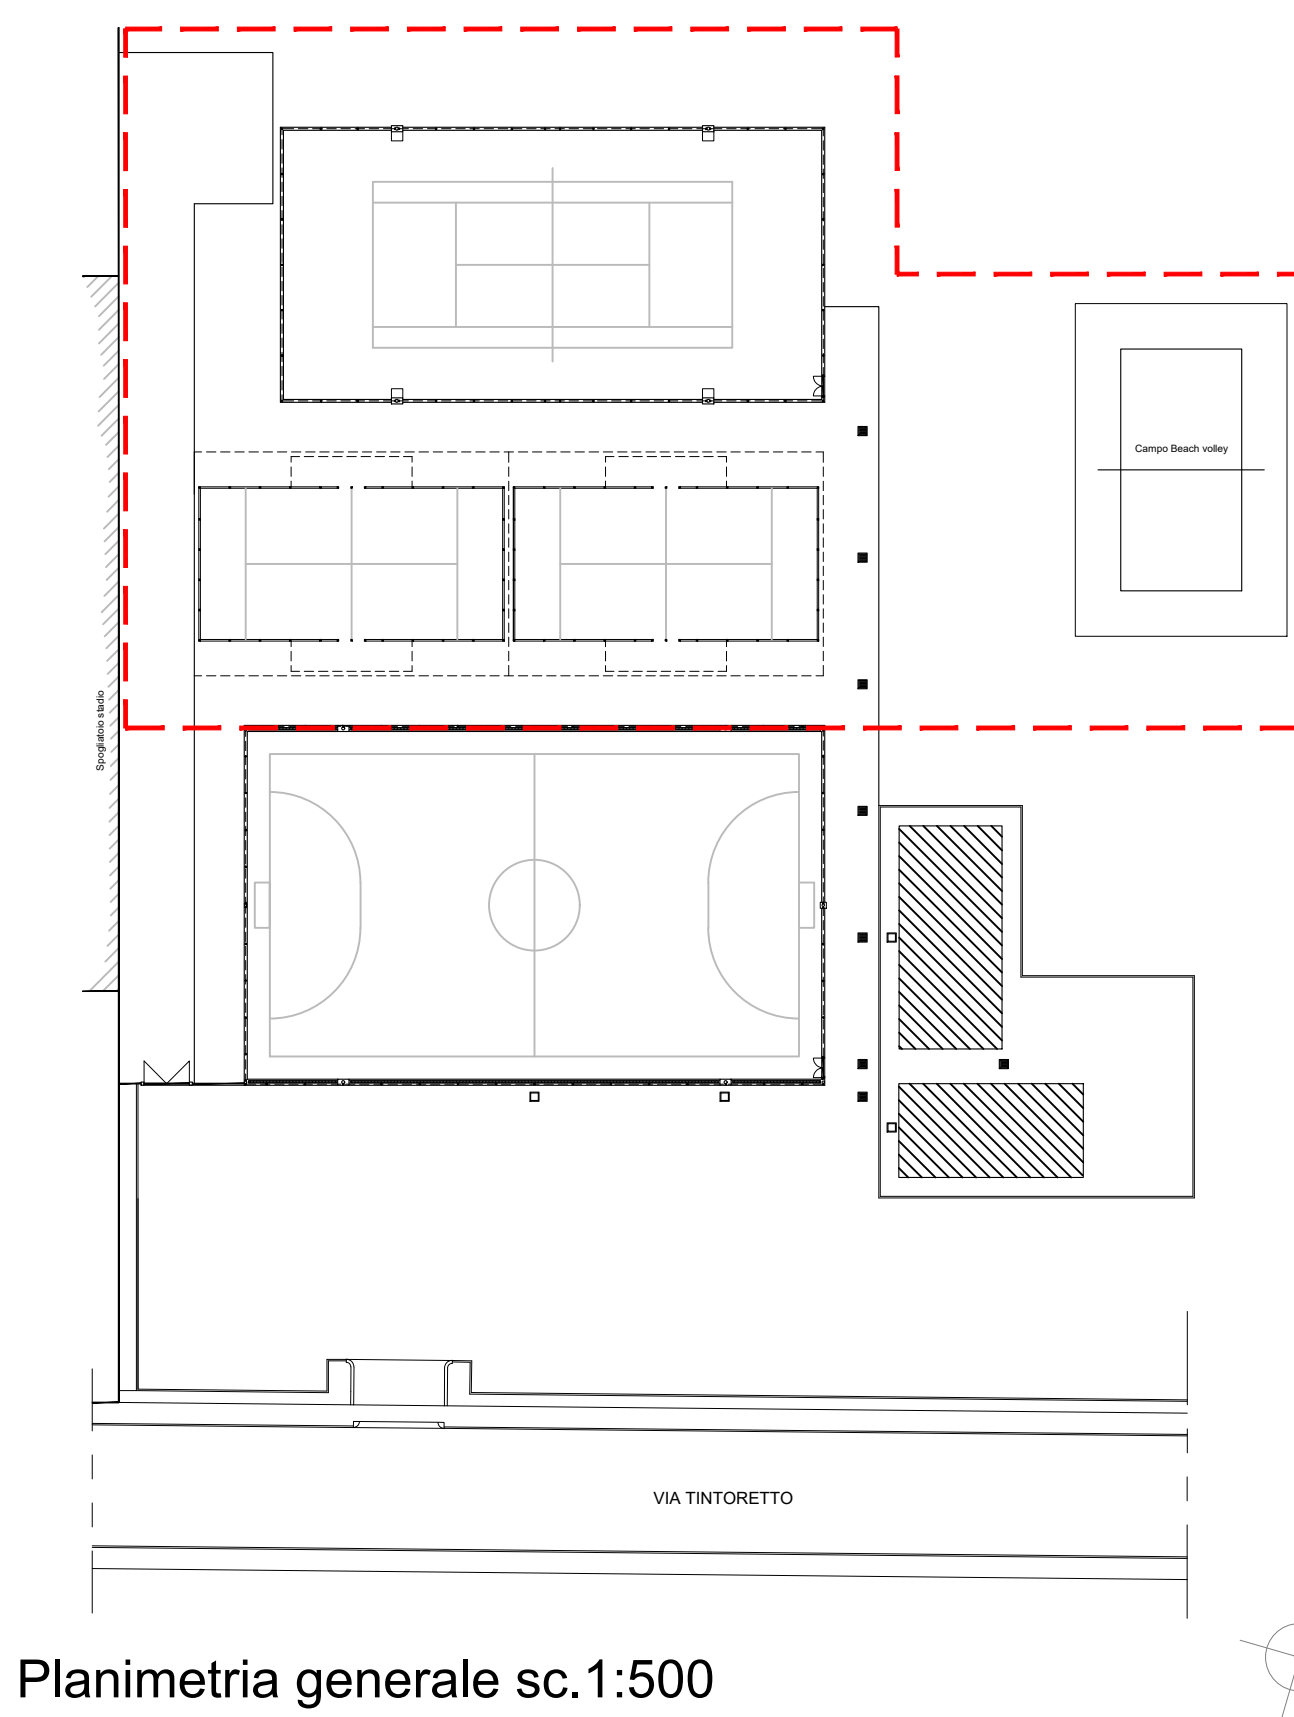 Campo Beach volley
Spogliatoio stadio
VIA TINTORETTO
Planimetria generale sc.1:500